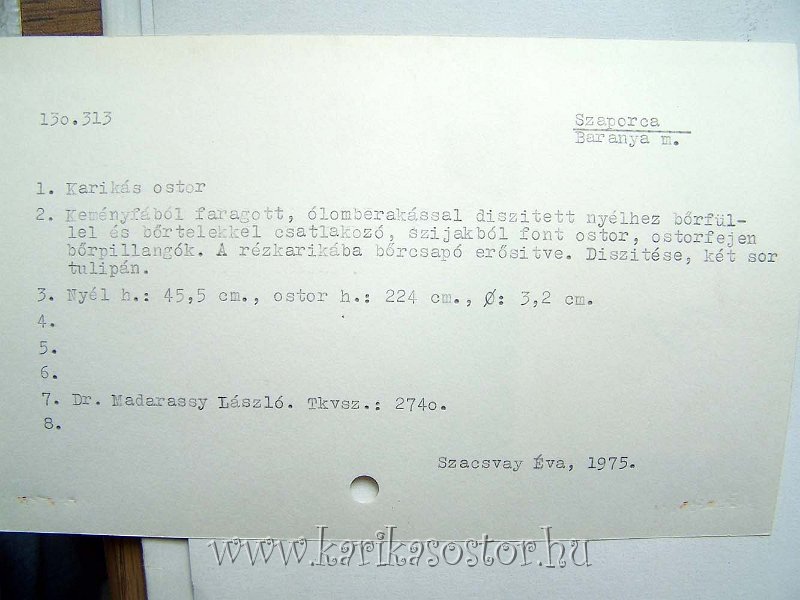 13o.313
Szaporca
Baranya m.
1. Karikás ostor
2. Keményfából faragott, ólomberakással diszitett nyélhez bőrfül-
lel és bőrtelekkel csatlakozó, szijakból font ostor, ostorfejen
bőrpillangók. A rézkarikába bőrcsapó erősitve. Diszitése, két sor
tulipán.
3. Nyél h.: 45,5 cm., ostor h.: 224 cm., Ø: 3,2 cm.
4.
5.
6.
7. Dr. Madarassy László. Tkvsz.: 274o.
8.
Szacsvay Éva, 1975.
www.karikasostor.hu